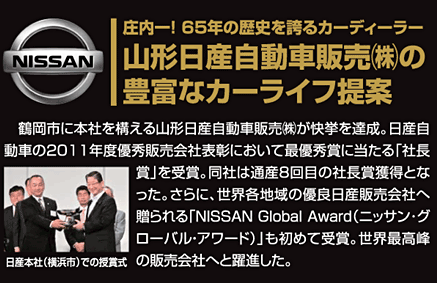 NISSAN
庄内一! 65年の歴史を誇るカーディーラー
山形日産自動車販売㈱の
豊富なカーライフ提案
鶴岡市に本社を構える山形日産自動車販売㈱が快挙を達成。日産自
動車の2011年度優秀販売会社表彰において最優秀賞に当たる「社長
賞」を受賞。同社は通産8回目の社長賞獲得とな
った。さらに、世界各地域の優良日産販売会社へ
贈られる「NISSAN Global Award(ニッサン・グ
ローバル・アワード)」も初めて受賞。世界最高峰
の販売会社へと躍進した。
日産本社(横浜市)での授賞式